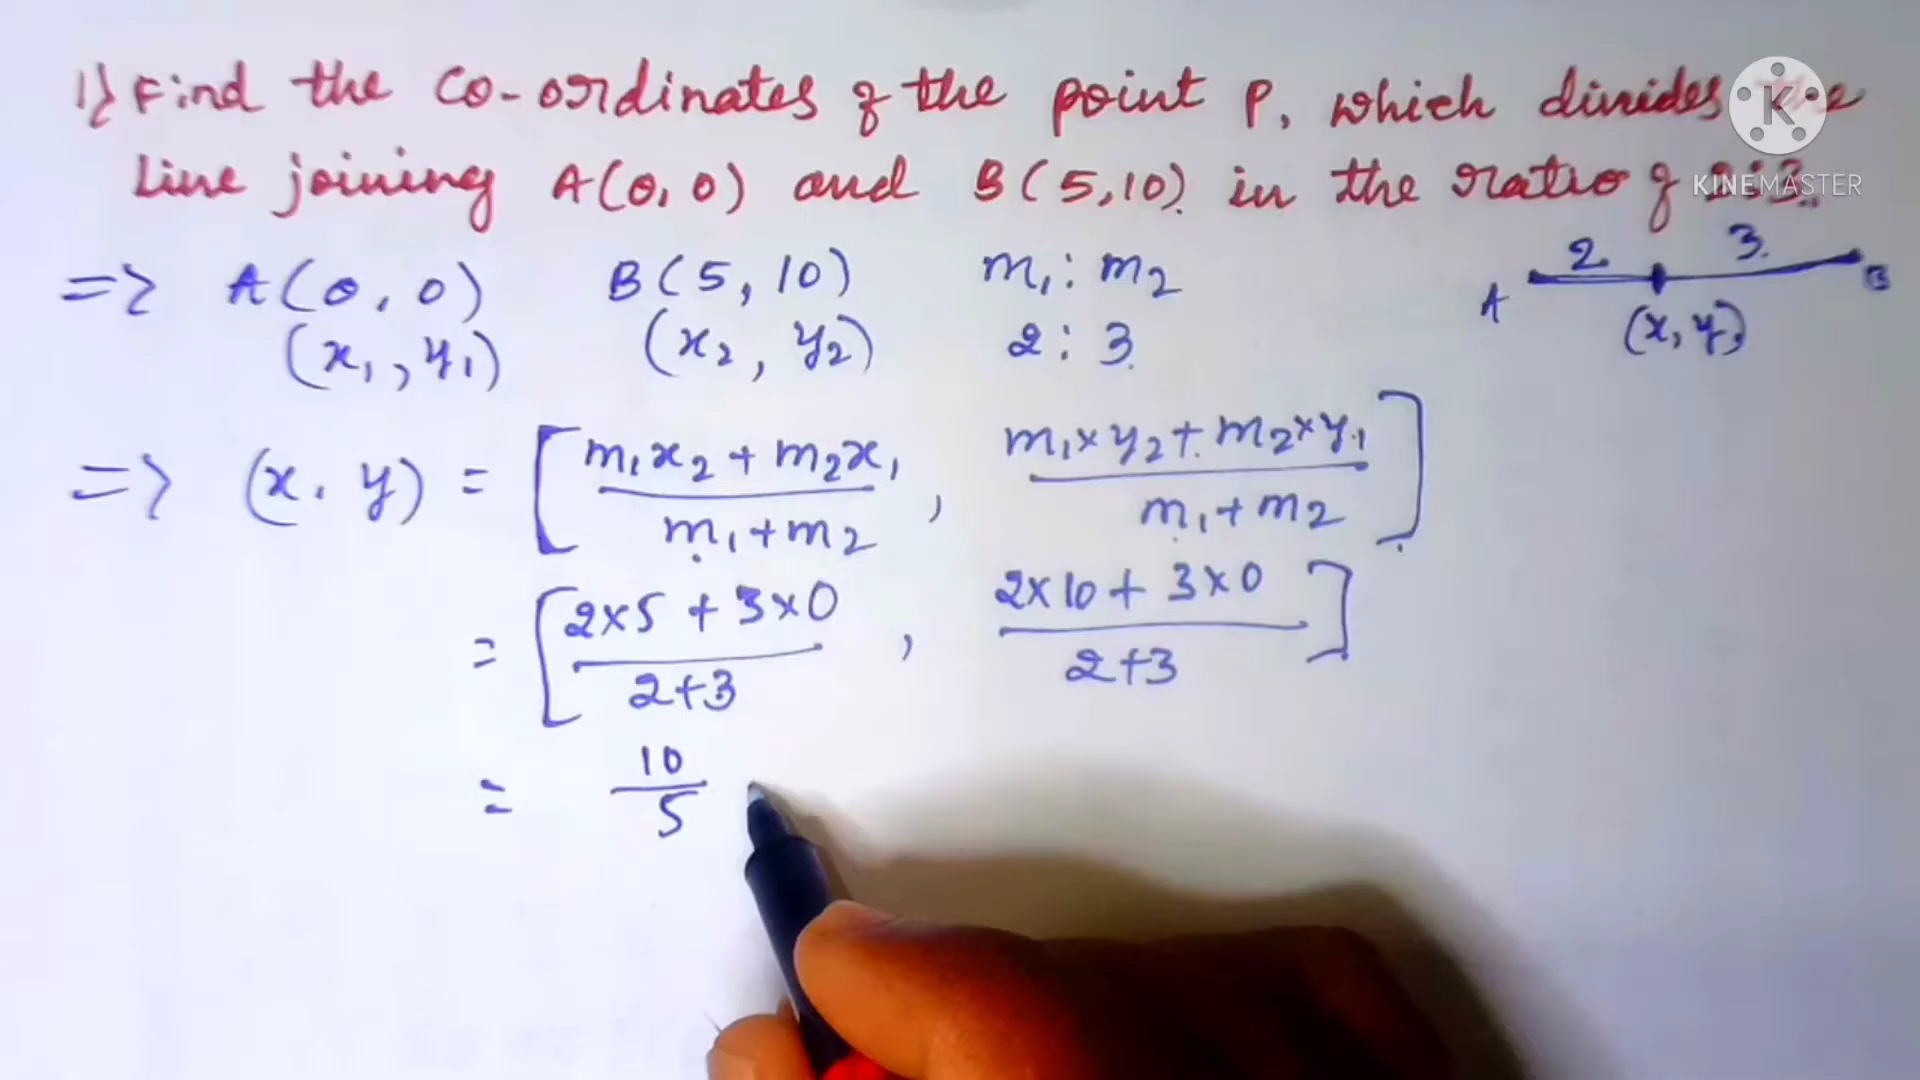 1} Find the co-ordinates of the point P, which divides the
line joining A(0,0) and B(5,10) in the ratio of 2:3.
K
KINEMASTER
=> A(0,0) B(5,10) m₁:m₂
2 3
A B
(x₁,y₁) (x₂,y₂) 2:3
(x,y)
=> (x.y) = [ m₁x₂+m₂x₁ / m₁+m₂ , m₁×y₂+m₂×y₁ / m₁+m₂ ]
= [ 2×5+3×0 / 2+3 , 2×10+3×0 / 2+3 ]
= 10 / 5